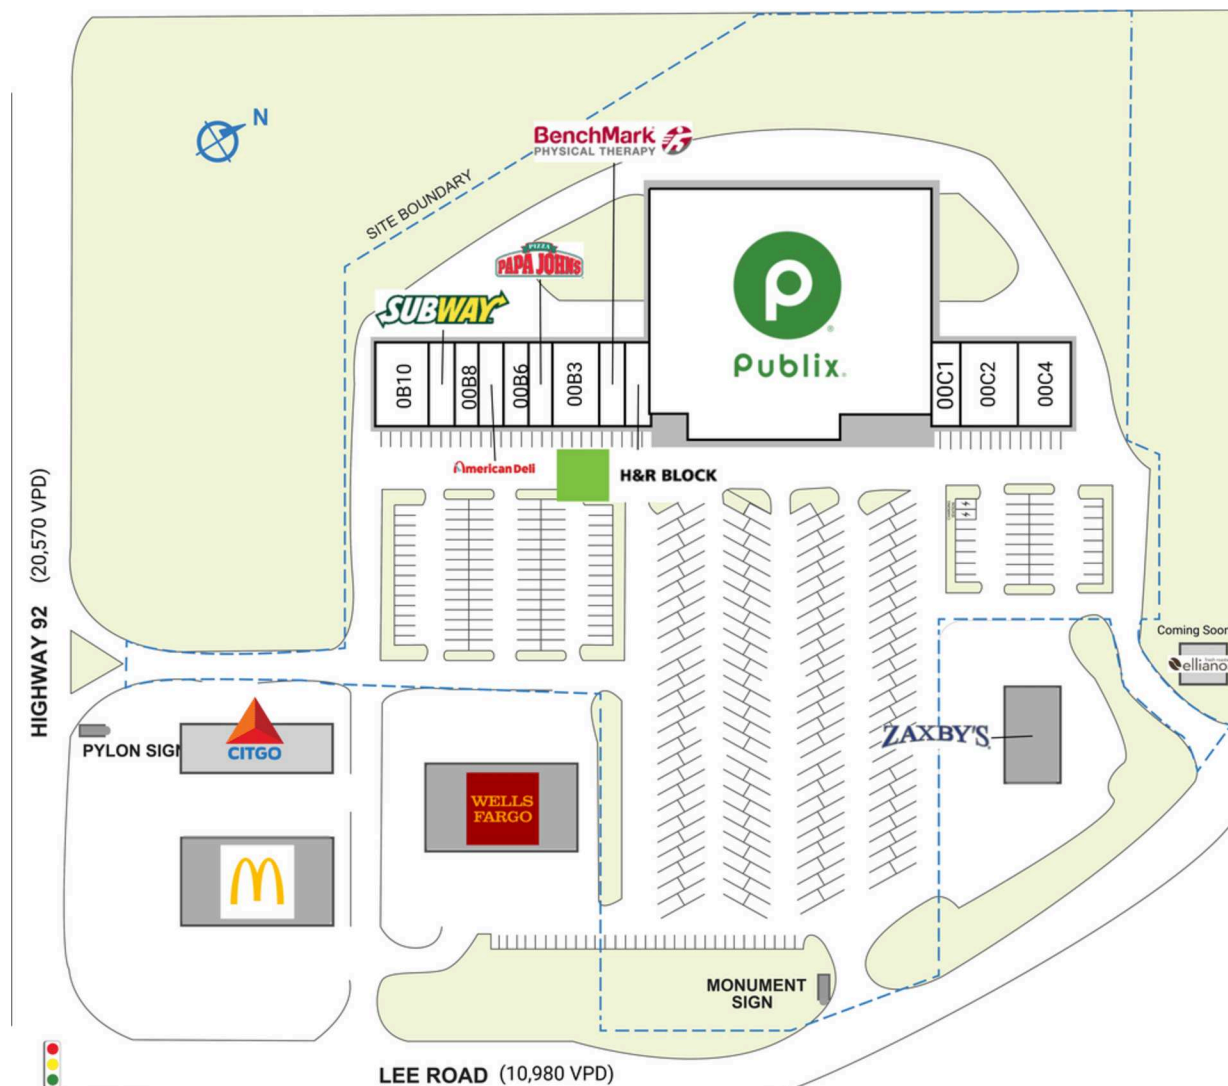 N
BenchMark
PHYSICAL THERAPY
SITE BOUNDARY
PIZZA
PAPA JOHNS
SUBWAY
Publix
0B10
00B8
00B6
00B3
00C1
00C2
00C4
American Deli
H&R BLOCK
HIGHWAY 92 (20,570 VPD)
Coming Soon
elliano
ZAXBY'S
PYLON SIGN
CITGO
WELLS
FARGO
MONUMENT
SIGN
LEE ROAD (10,980 VPD)